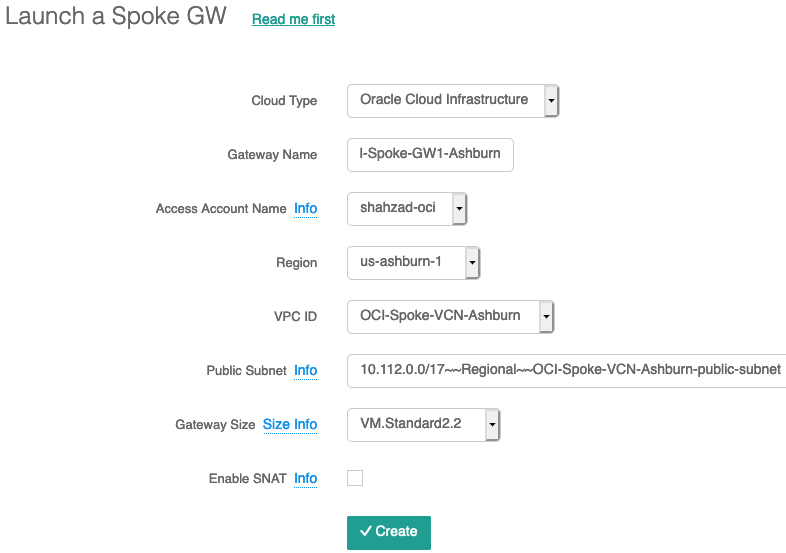 Launch a Spoke GW Read me first
Cloud Type Oracle Cloud Infrastructure
Gateway Name I-Spoke-GW1-Ashburn
Access Account Name Info shahzad-oci
Region us-ashburn-1
VPC ID OCI-Spoke-VCN-Ashburn
Public Subnet Info 10.112.0.0/17~~Regional~~OCI-Spoke-VCN-Ashburn-public-subnet
Gateway Size Size Info VM.Standard2.2
Enable SNAT Info
Create